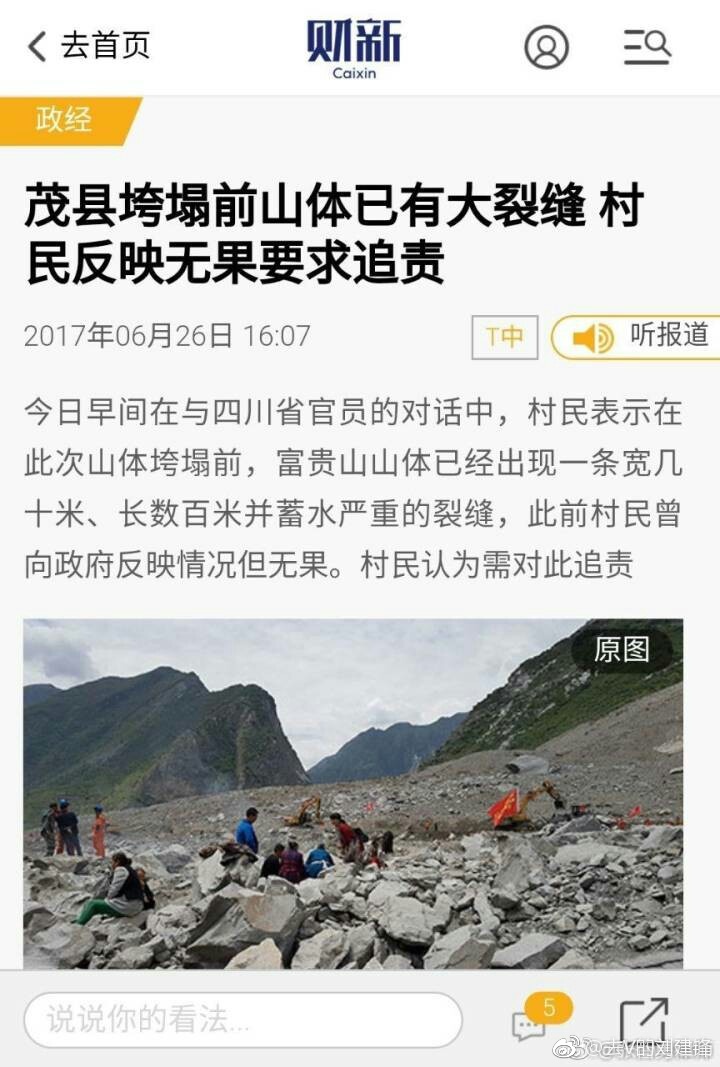 去首页
财新
Caixin
政经
茂县垮塌前山体已有大裂缝 村
民反映无果要求追责
2017年06月26日 16:07
T中
听报道
今日早间在与四川省官员的对话中，村民表示在
此次山体垮塌前，富贵山山体已经出现一条宽几
十米、长数百米并蓄水严重的裂缝，此前村民曾
向政府反映情况但无果。村民认为需对此追责
原图
说说你的看法...
5